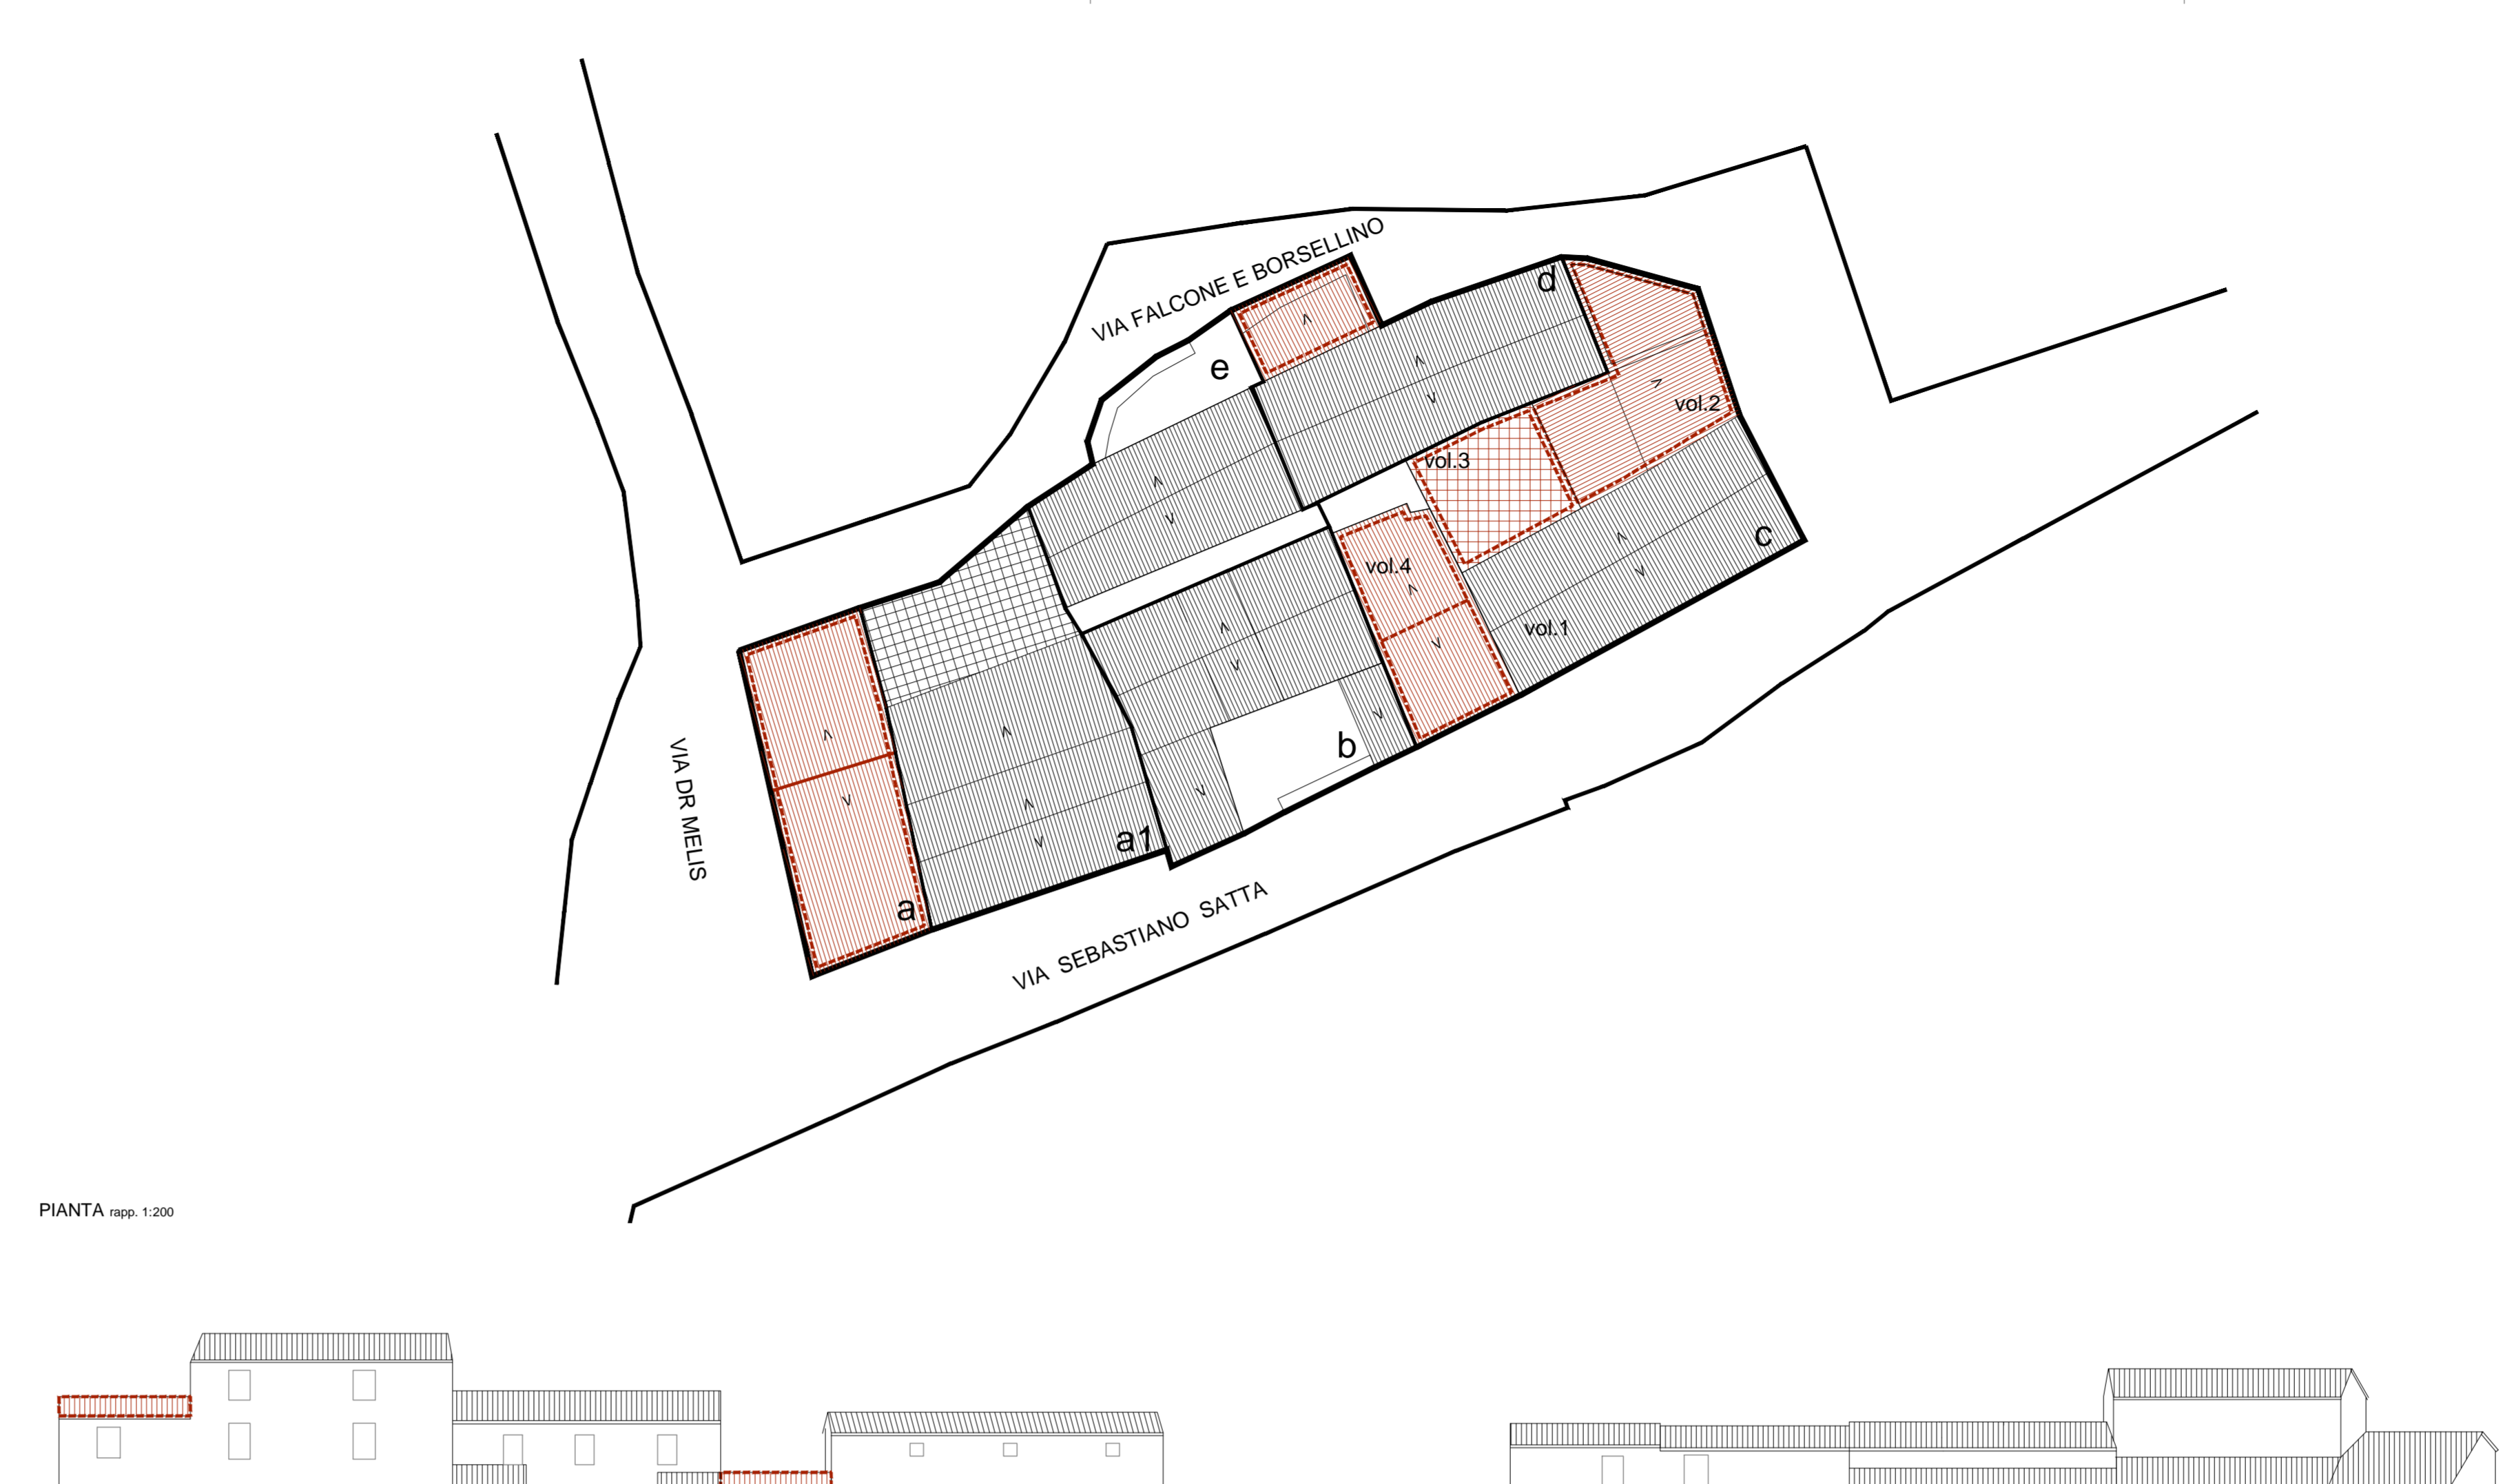 VIA FALCONE E BORSELLINO
d
e
vol.2
vol.3
c
vol.4
vol.1
b
VIA DR MELIS
a1
a
VIA SEBASTIANO SATTA
PIANTA rapp. 1:200